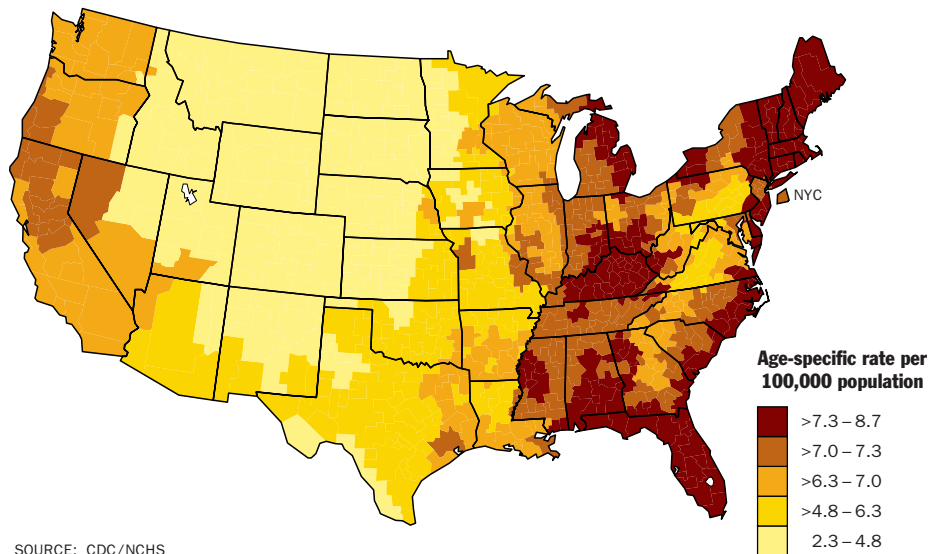 NYC
Age-specific rate per
100,000 population
>7.3 – 8.7
>7.0 – 7.3
>6.3 – 7.0
>4.8 – 6.3
2.3 – 4.8
SOURCE: CDC/NCHS